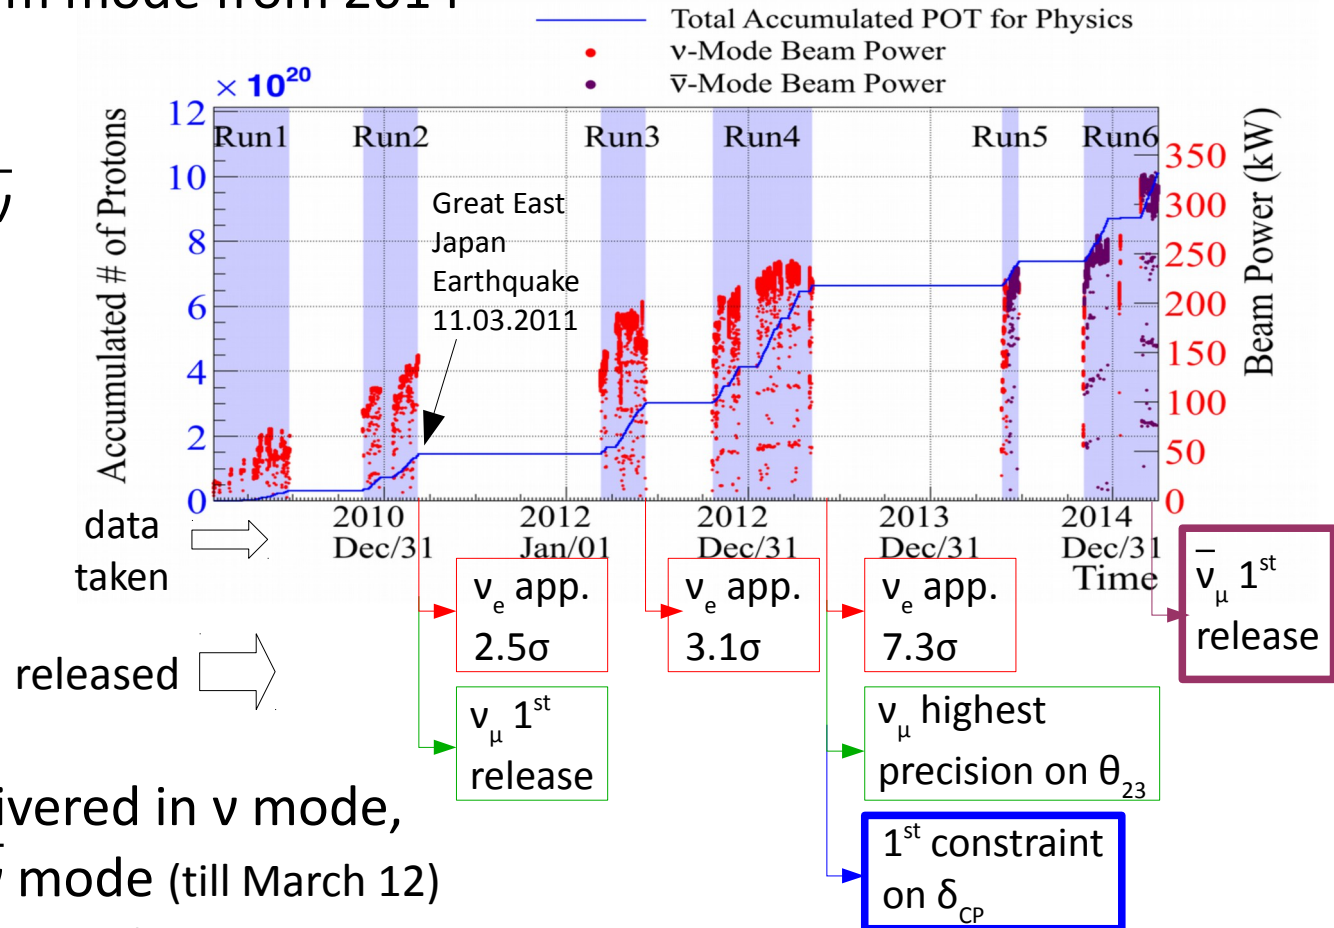 m mode from 2014
Total Accumulated POT for Physics
ν-Mode Beam Power
ν̅-Mode Beam Power
× 10²⁰
Accumulated # of Protons
12
10
8
6
4
2
0
Run1 Run2 Run3 Run4 Run5 Run6
ν̅
Great East
Japan
Earthquake
11.03.2011
350
300
250
200
150
100
50
0
Beam Power (kW)
2010 2012 2012 2013 2014
Dec/31 Jan/01 Dec/31 Dec/31 Dec/31
Time
data
taken
released
νₑ app.
2.5σ
νₑ app.
3.1σ
νₑ app.
7.3σ
ν̅_μ 1ˢᵗ
release
ν_μ 1ˢᵗ
release
ν_μ highest
precision on θ₂₃
1ˢᵗ constraint
on δ_CP
ivered in ν mode,
mode (till March 12)